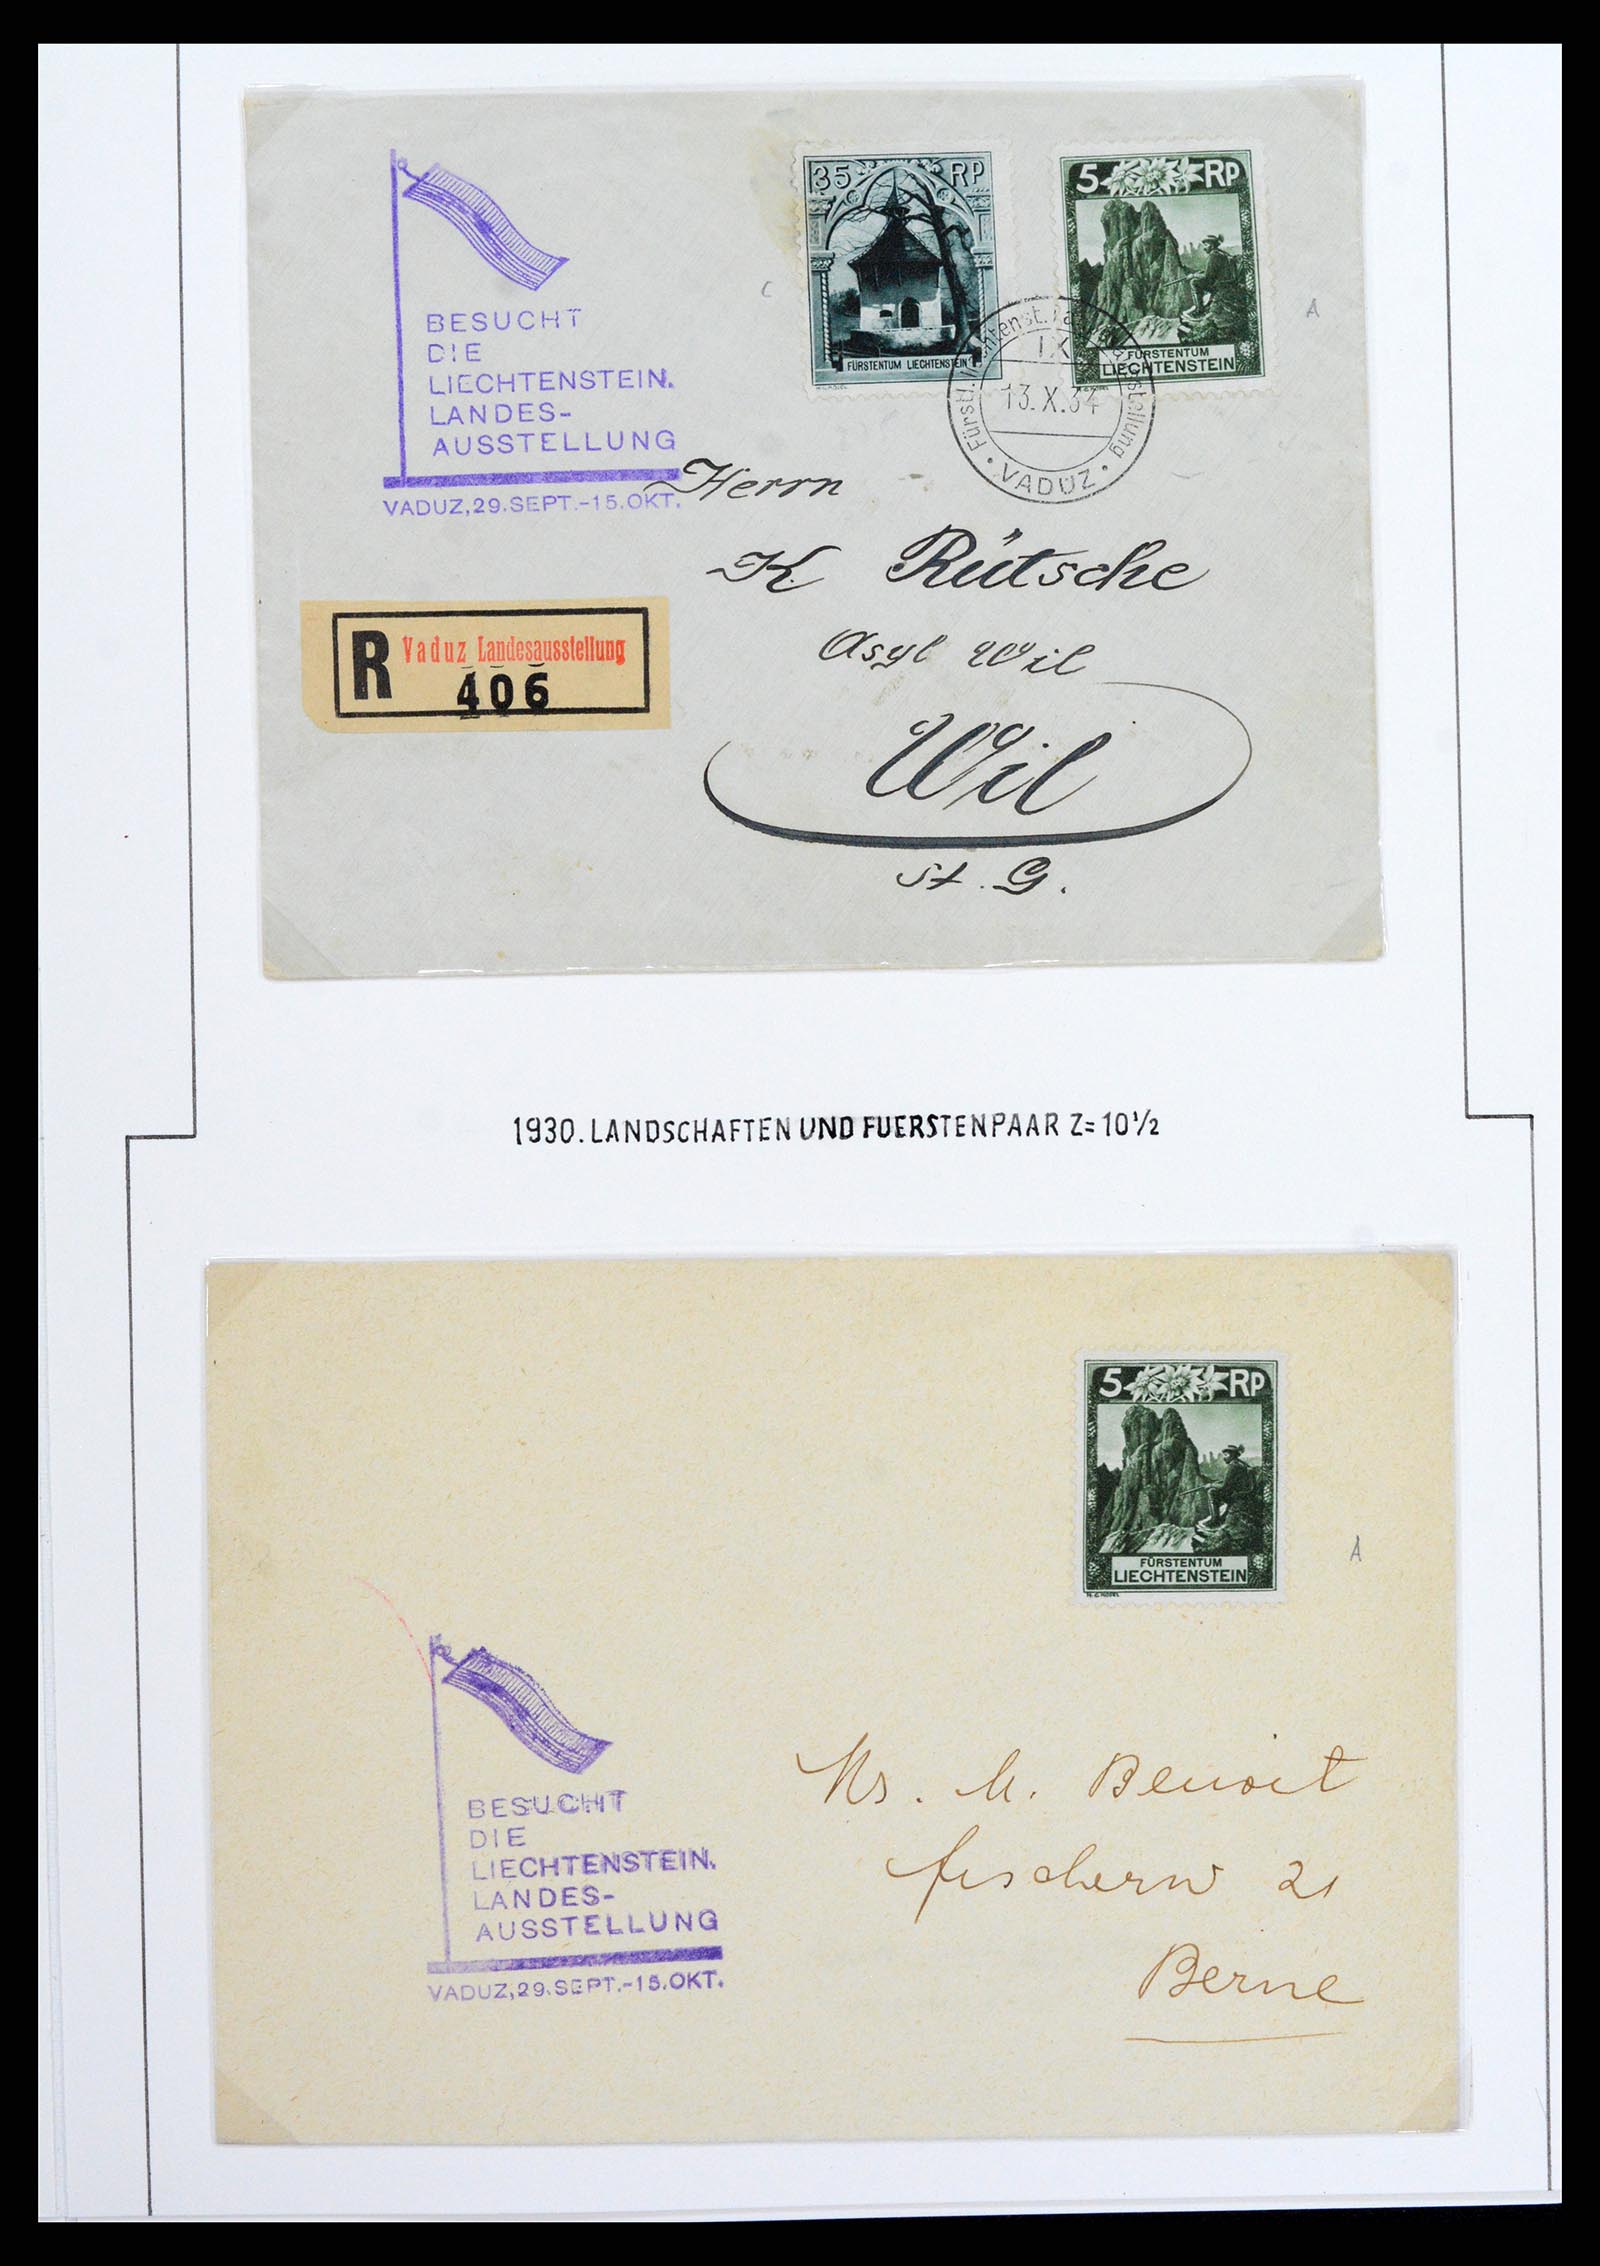 35 RP
FÜRSTENTUM LIECHTENSTEIN
5 RP
FÜRSTENTUM
LIECHTENSTEIN
C
A
BESUCHT
DIE
LIECHTENSTEIN.
LANDES-
AUSSTELLUNG
VADUZ, 29. SEPT.-15. OKT.
13. X. 34
VADUZ
Herrn
K. Rütsche
Asyl Wil
Wil
St. G.
R Vaduz Landesausstellung
406
1930. LANDSCHAFTEN UND FUERSTENPAAR Z=10½
5 RP
FÜRSTENTUM
LIECHTENSTEIN
A
BESUCHT
DIE
LIECHTENSTEIN.
LANDES-
AUSSTELLUNG
VADUZ, 29. SEPT.-15. OKT.
M. Benoit
21
Berne